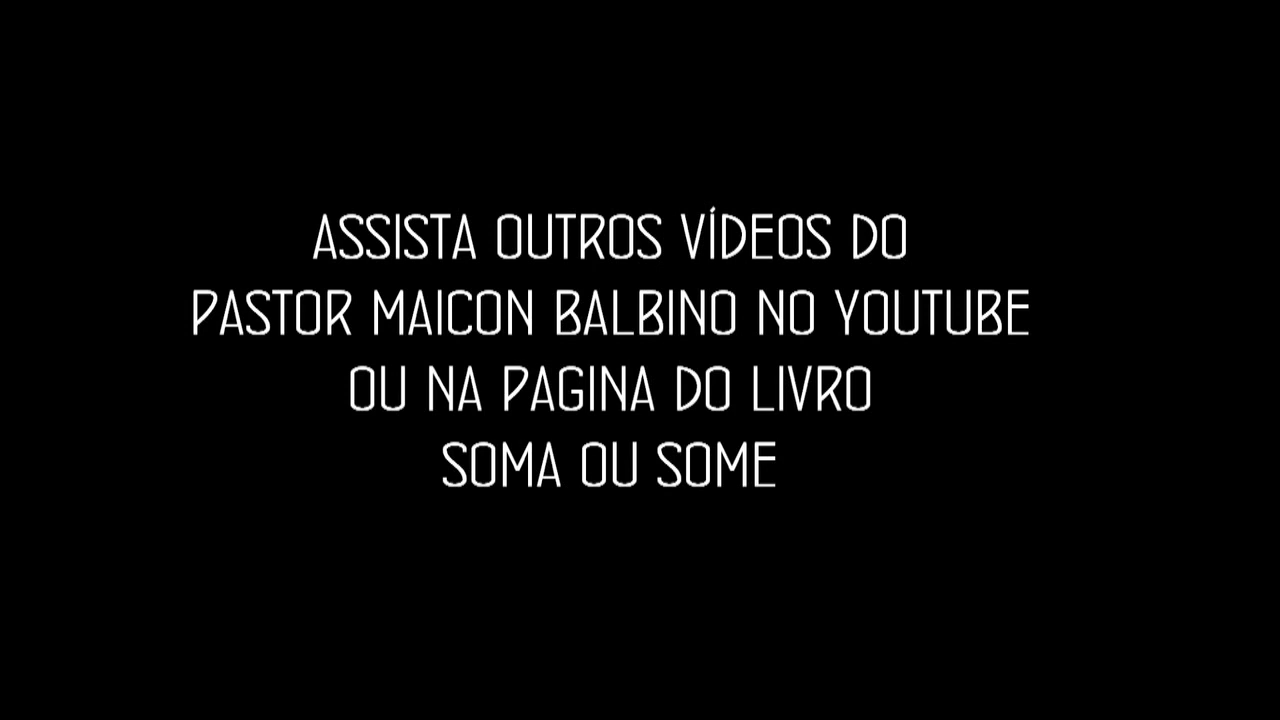 ASSISTA OUTROS VÍDEOS DO
PASTOR MAICON BALBINO NO YOUTUBE
OU NA PAGINA DO LIVRO
SOMA OU SOME